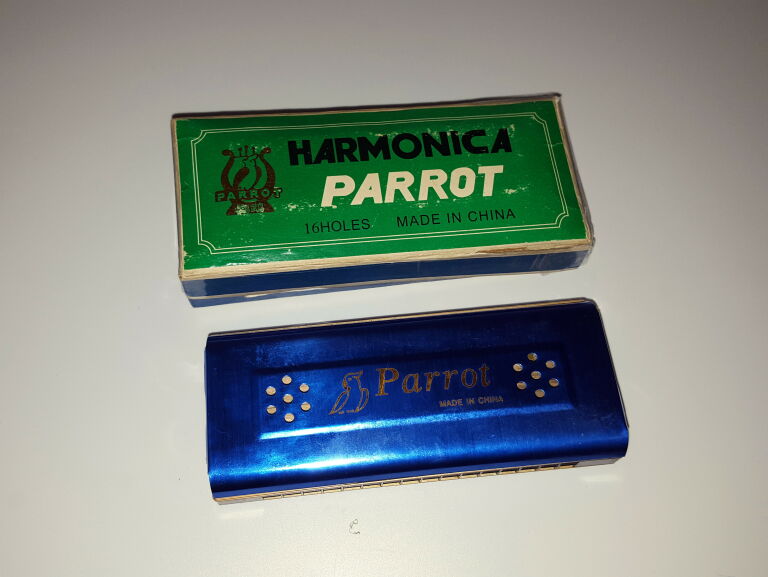 HARMONICA
PARROT
PARROT
16HOLES MADE IN CHINA
Parrot
MADE IN CHINA